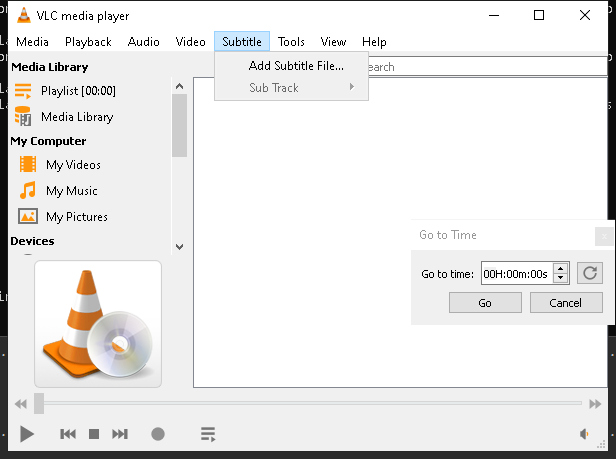 VLC media player
Media Playback Audio Video Subtitle Tools View Help
Media Library
Playlist [00:00]
Media Library
My Computer
My Videos
My Music
My Pictures
Devices
Add Subtitle File...
Sub Track
earch
Go to Time
Go to time: 00H:00m:00s
Go Cancel